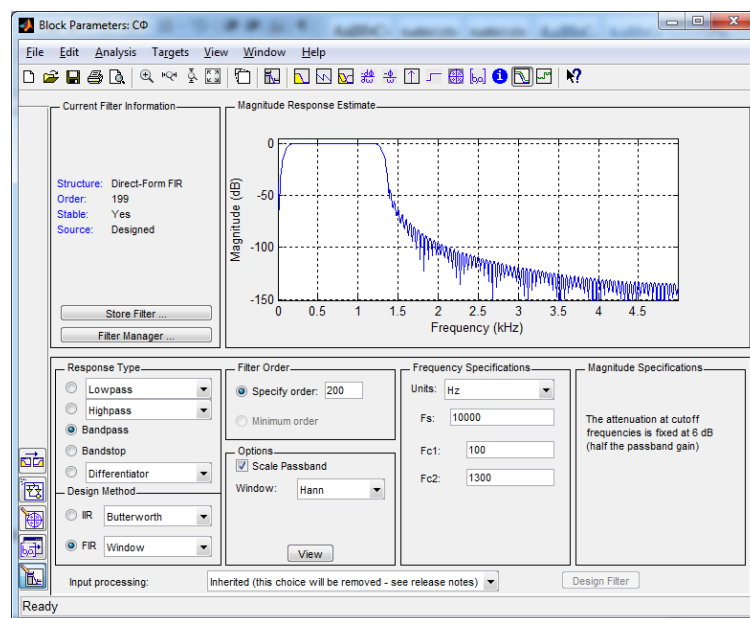 Block Parameters: СФ
File Edit Analysis Targets View Window Help
Current Filter Information
Structure: Direct-Form FIR
Order: 199
Stable: Yes
Source: Designed
Store Filter ...
Filter Manager ...
Magnitude Response Estimate
Magnitude (dB)
0
-50
-100
-150
0 0.5 1 1.5 2 2.5 3 3.5 4 4.5
Frequency (kHz)
Response Type
Lowpass
Highpass
Bandpass
Bandstop
Differentiator
Design Method
IIR Butterworth
FIR Window
Filter Order
Specify order: 200
Minimum order
Options
Scale Passband
Window: Hann
View
Frequency Specifications
Units: Hz
Fs: 10000
Fc1: 100
Fc2: 1300
Magnitude Specifications
The attenuation at cutoff
frequencies is fixed at 6 dB
(half the passband gain)
Input processing: Inherited (this choice will be removed - see release notes)
Design Filter
Ready